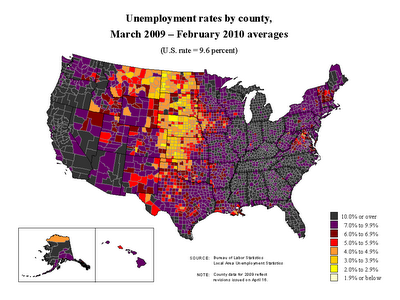 Unemployment rates by county,
March 2009 – February 2010 averages
(U.S. rate = 9.6 percent)
10.0% or over
7.0% to 9.9%
6.0% to 6.9%
5.0% to 5.9%
4.0% to 4.9%
3.0% to 3.9%
2.0% to 2.9%
1.9% or below
SOURCE: Bureau of Labor Statistics
Local Area Unemployment Statistics
NOTE: County data for 2009 reflect
revisions issued on April 16.